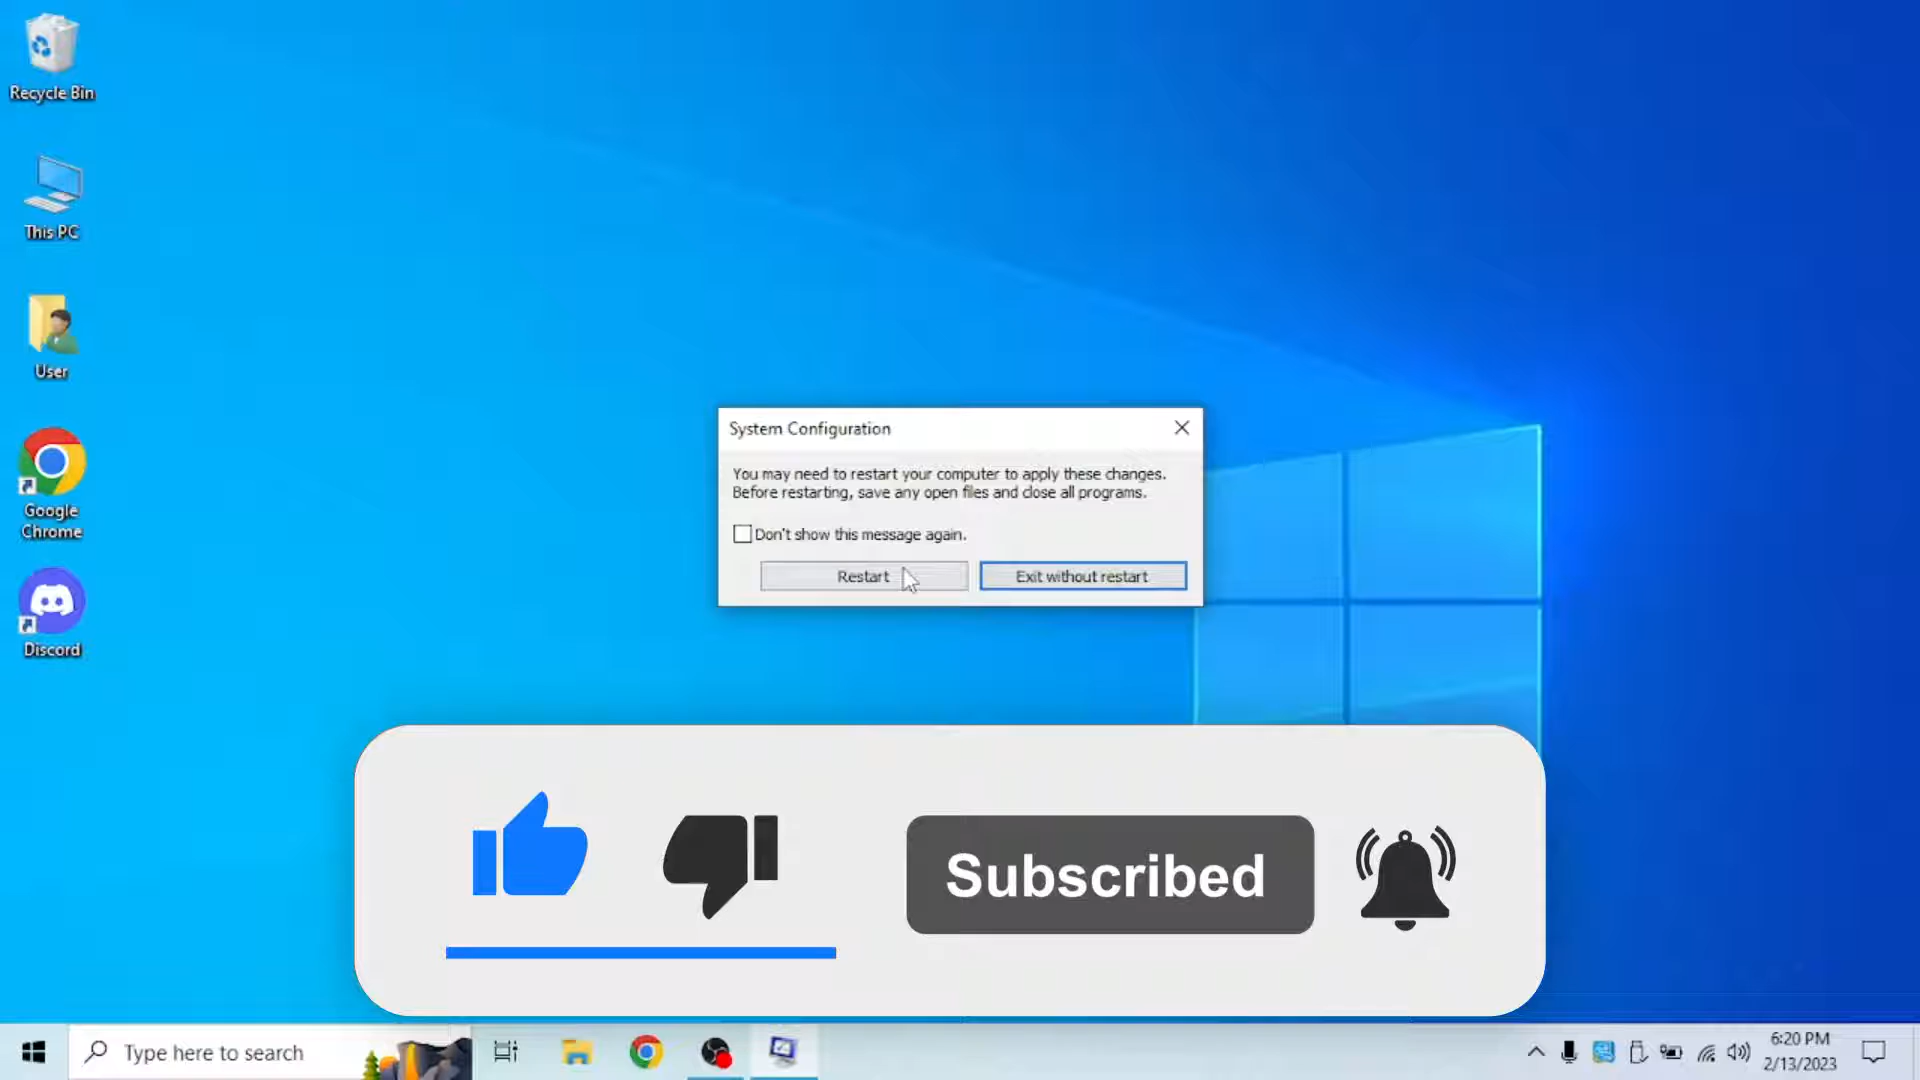 Recycle Bin
This PC
User
Google
Chrome
Discord
System Configuration
You may need to restart your computer to apply these changes.
Before restarting, save any open files and close all programs.
Don't show this message again.
Restart
Exit without restart
Subscribed
Type here to search
6:20 PM
2/13/2023